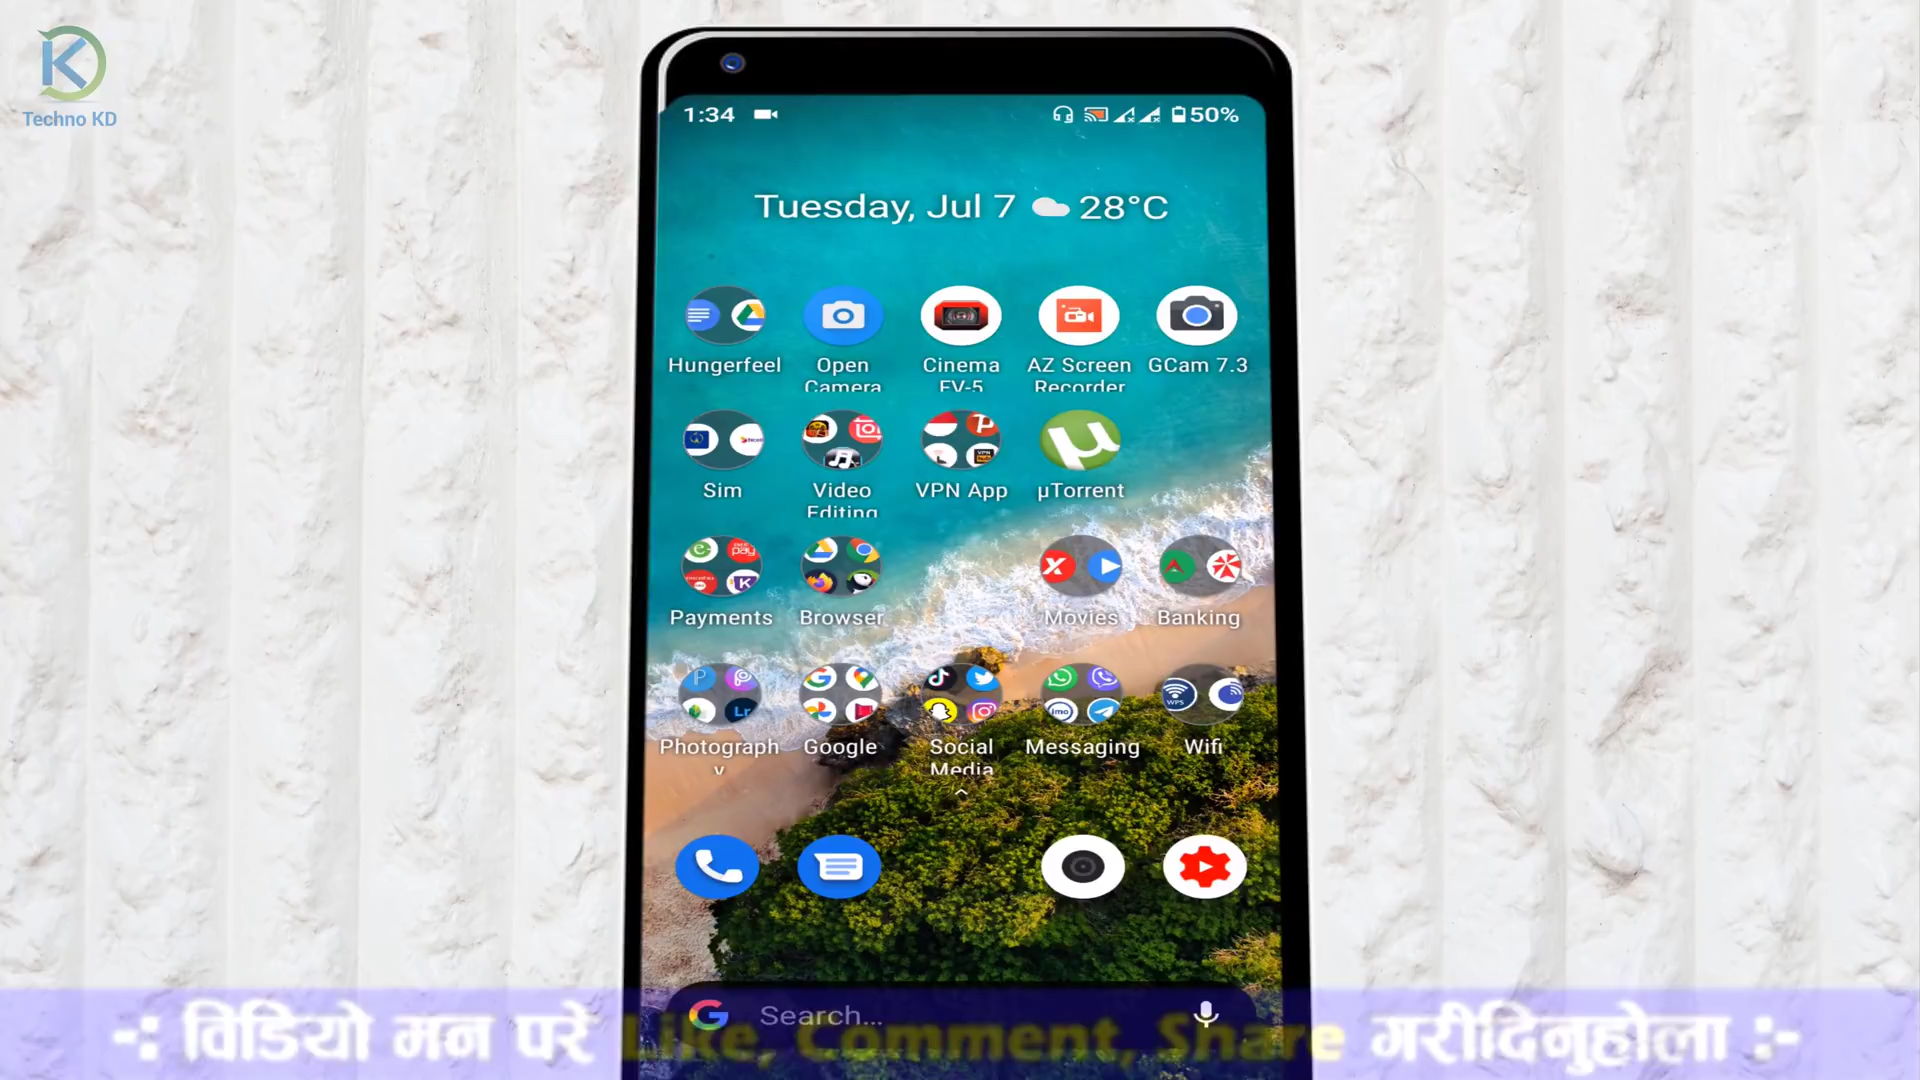 Techno KD
1:34 50%
Tuesday, Jul 7 28°C
Hungerfeel
Open Camera
Cinema FV-5
AZ Screen Recorder
GCam 7.3
Sim
Video Editing
VPN App
µTorrent
Payments
Browser
Movies
Banking
Photography
Google
Social Media
Messaging
Wifi
Search...
-: विडियो मन परे Like, Comment, Share गरीदिनुहोला :-